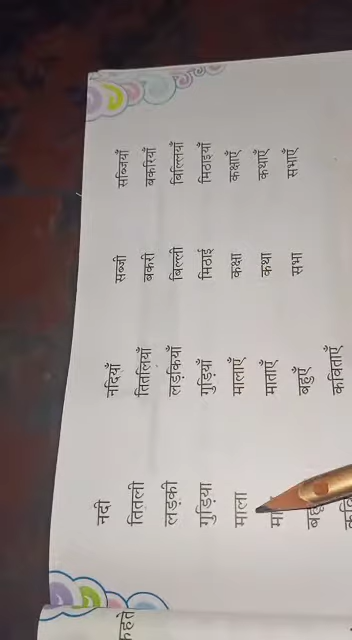 नदी नदियाँ सब्जी सब्जियाँ
तितली तितलियाँ बकरी बकरियाँ
लड़की लड़कियाँ बिल्ली बिल्लियाँ
गुड़िया गुड़ियाँ मिठाई मिठाइयाँ
माला मालाएँ कक्षा कक्षाएँ
माताएँ कथा कथाएँ
बहुएँ सभा सभाएँ
कविताएँ